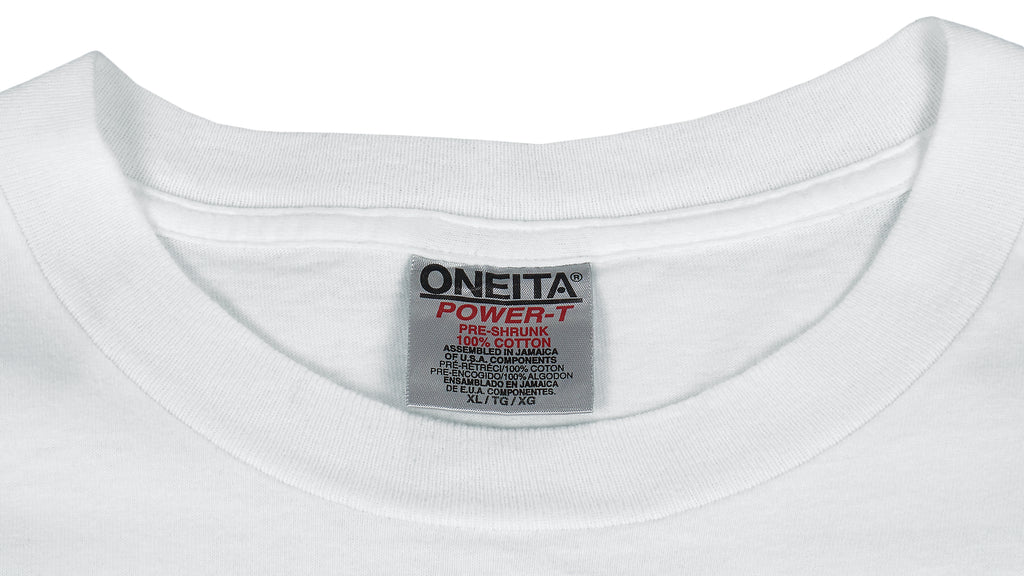 ONEITA®
POWER-T
PRE-SHRUNK
100% COTTON
ASSEMBLED IN JAMAICA
OF U.S.A. COMPONENTS
PRÉ-RÉTRÉCI/100% COTON
PRE-ENCOGIDO/100% ALGODON
ENSAMBLADO EN JAMAICA
DE E.U.A. COMPONENTES.
XL / TG / XG